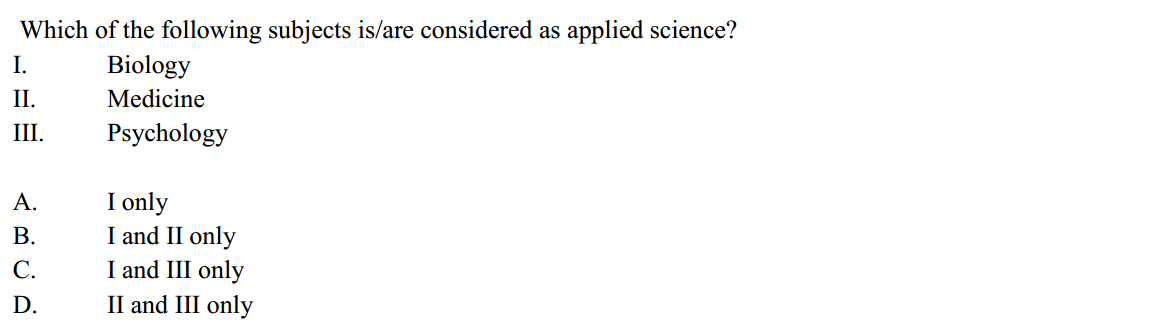 Which of the following subjects is/are considered as applied science?
I. Biology
II. Medicine
III. Psychology
A. I only
B. I and II only
C. I and III only
D. II and III only